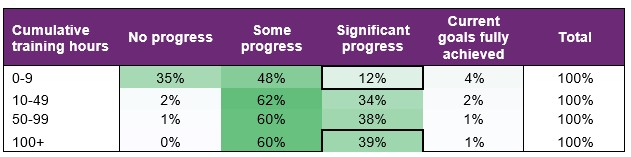 Cumulative training hours No progress Some progress Significant progress Current goals fully achieved Total
0-9 35% 48% 12% 4% 100%
10-49 2% 62% 34% 2% 100%
50-99 1% 60% 38% 1% 100%
100+ 0% 60% 39% 1% 100%